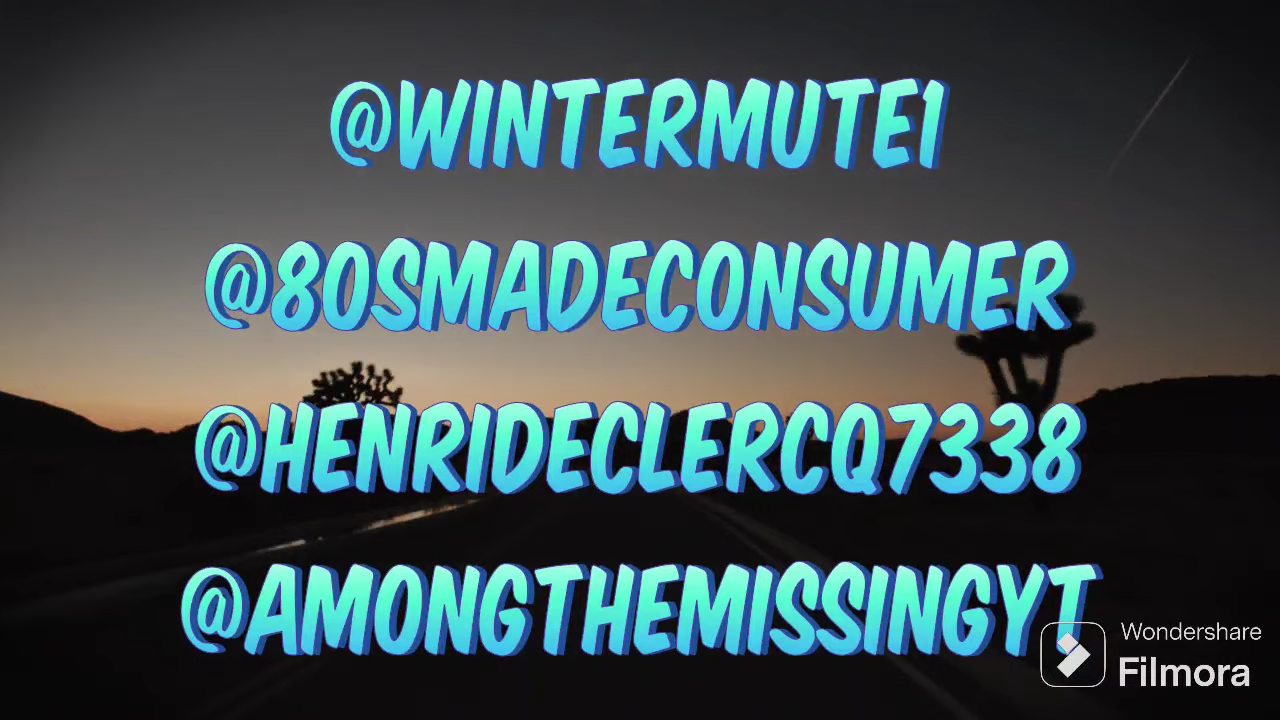 @WINTERMUTE1
@80SMADECONSUMER
@HENRIDECLERCQ7338
@AMONGTHEMISSINGYT
Wondershare
Filmora